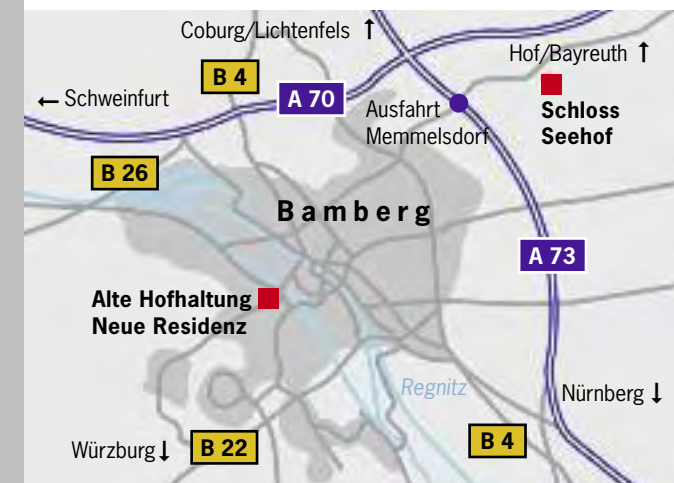 Coburg/Lichtenfels ↑
Hof/Bayreuth ↑
B 4
← Schweinfurt
A 70
Ausfahrt
Memmelsdorf
Schloss
Seehof
B 26
Bamberg
A 73
Alte Hofhaltung
Neue Residenz
Regnitz
Nürnberg ↓
Würzburg ↓
B 22
B 4